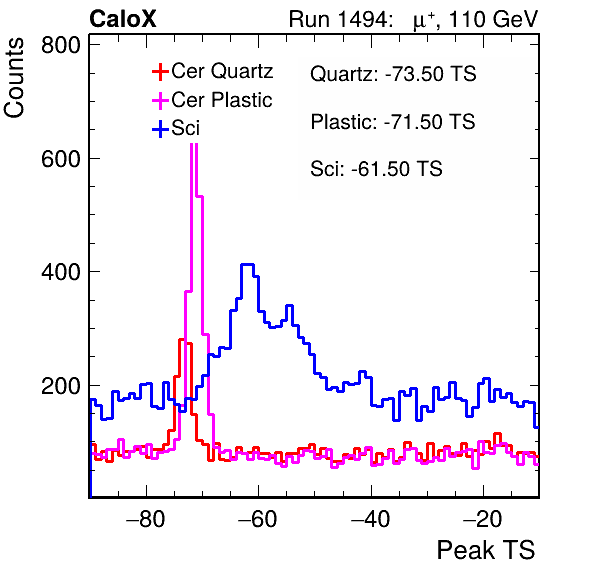 CaloX Run 1494: μ⁺, 110 GeV
Counts
800
600
400
200
Cer Quartz
Cer Plastic
Sci
Quartz: -73.50 TS
Plastic: -71.50 TS
Sci: -61.50 TS
−80 −60 −40 −20
Peak TS